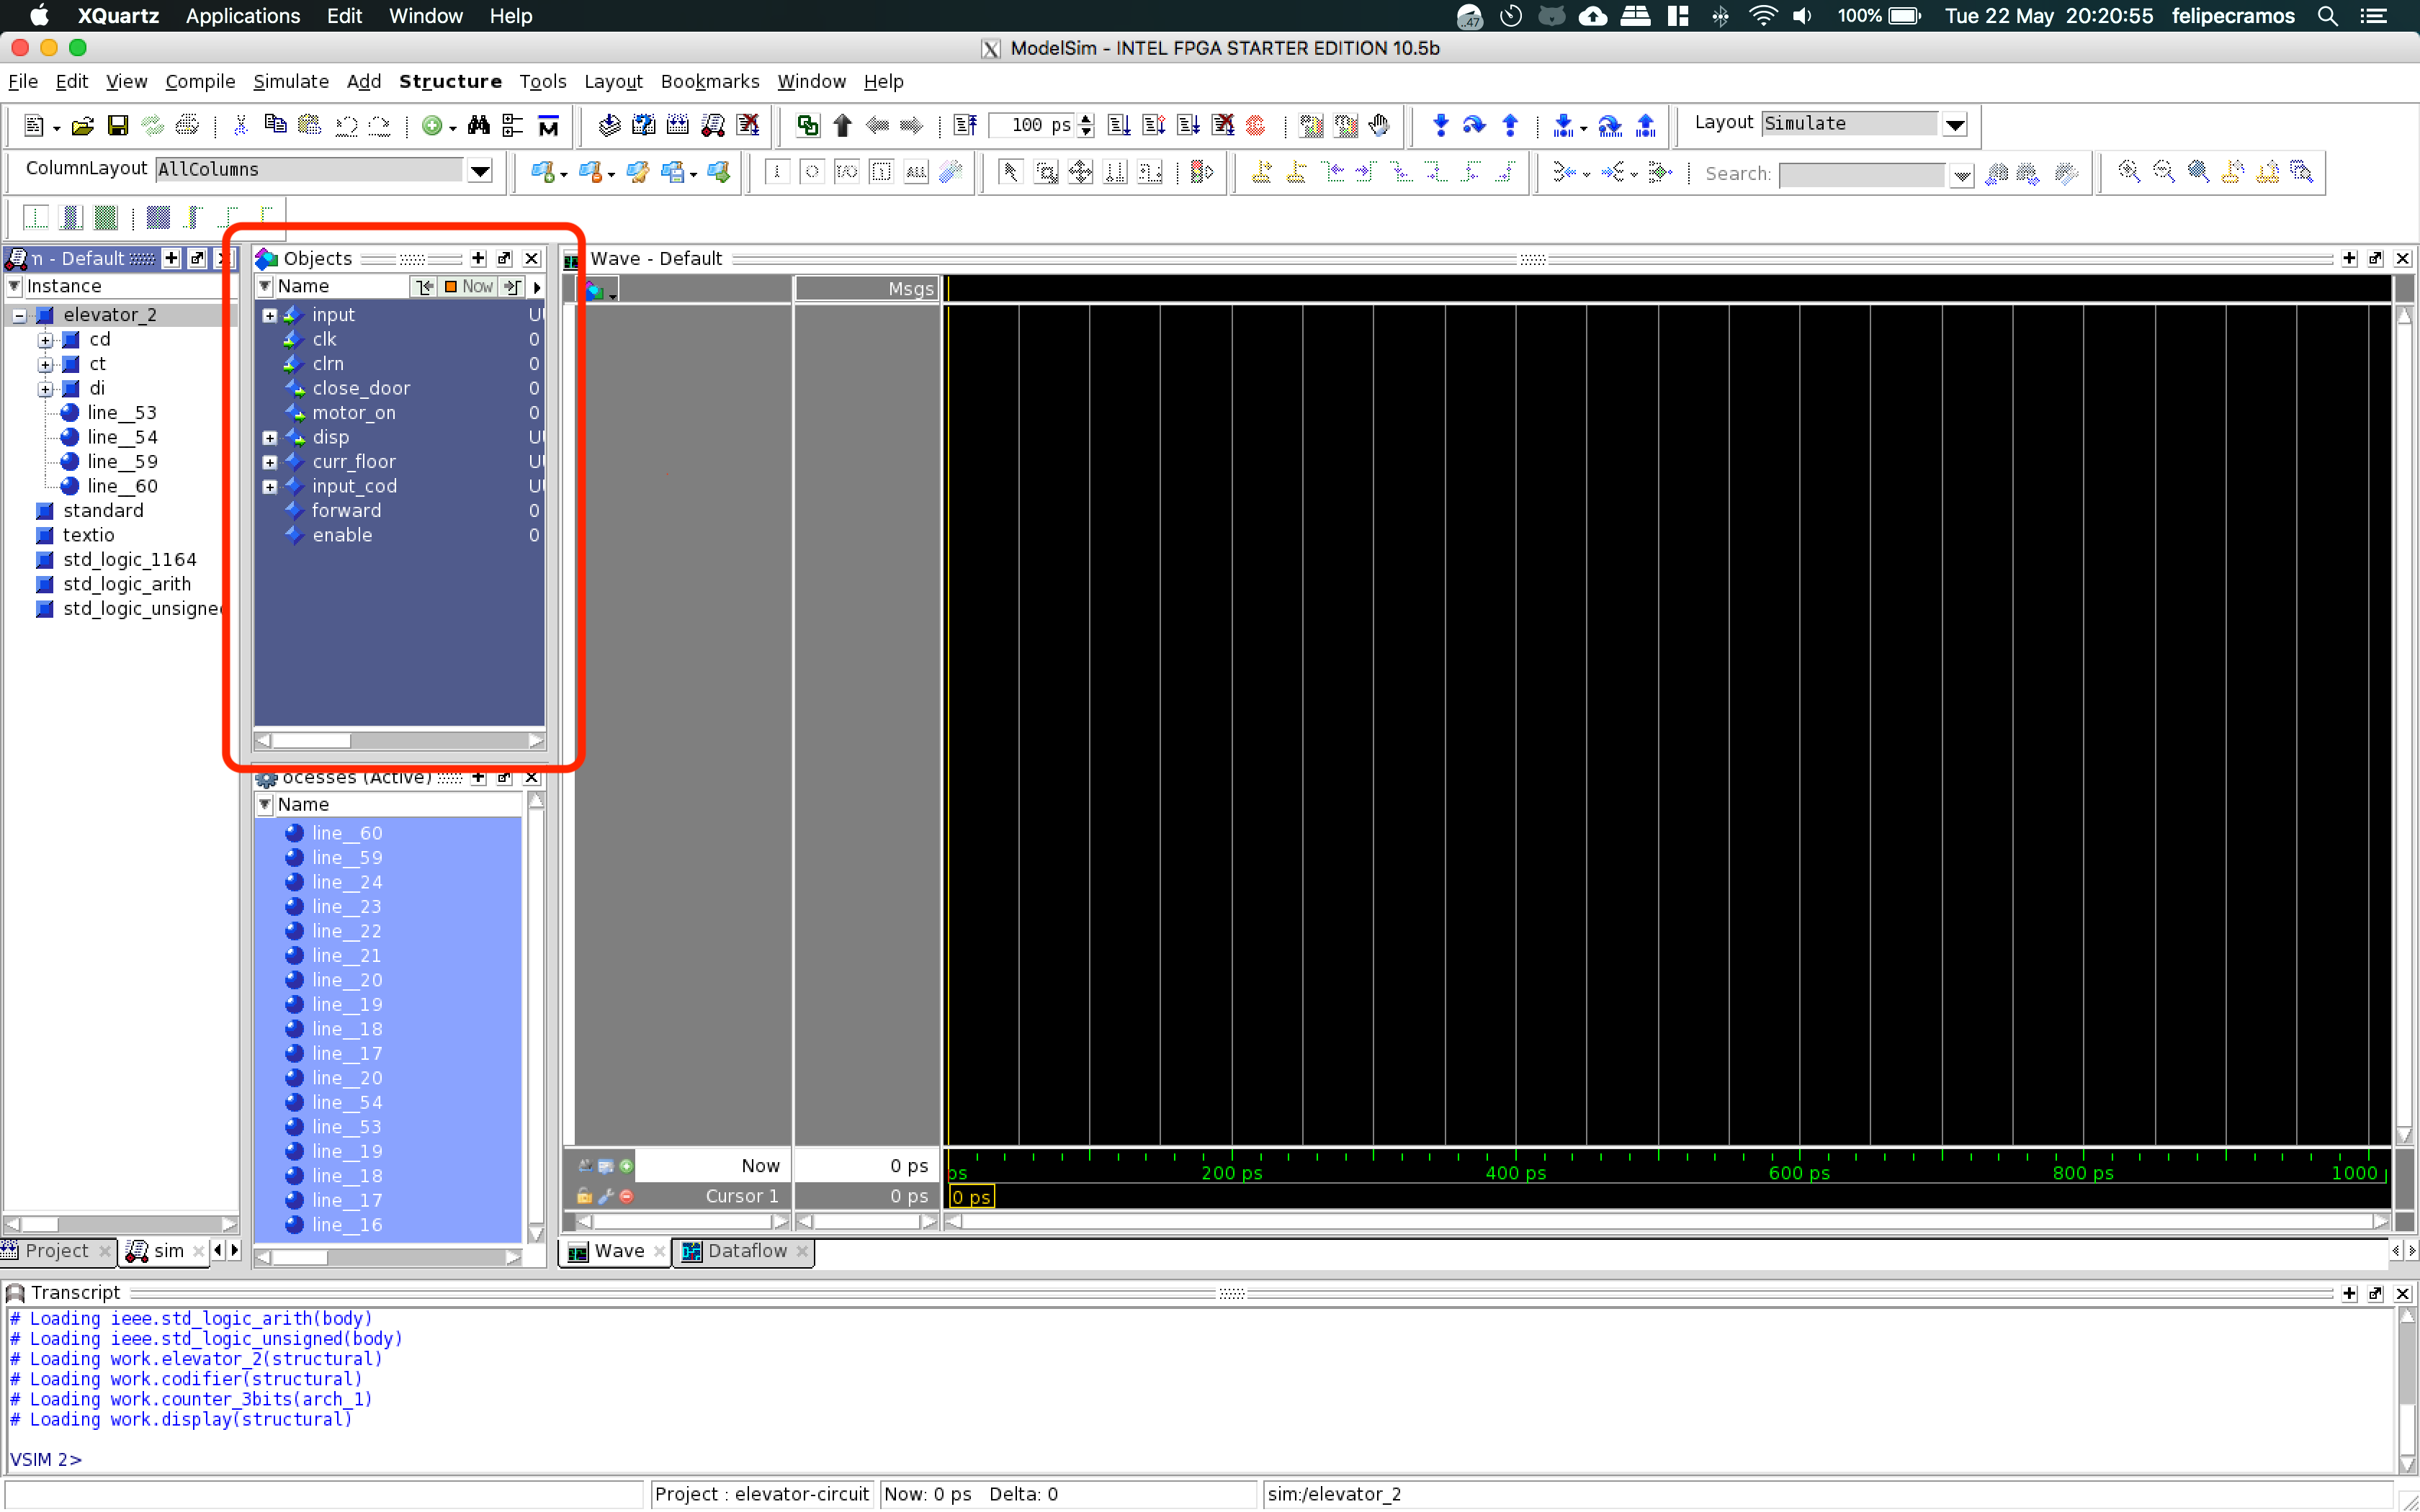 XQuartz Applications Edit Window Help
47 100% Tue 22 May 20:20:55 felipecramos
ModelSim - INTEL FPGA STARTER EDITION 10.5b
File Edit View Compile Simulate Add Structure Tools Layout Bookmarks Window Help
100 ps Layout Simulate
ColumnLayout AllColumns Search:
m - Default
Instance
elevator_2
cd
ct
di
line__53
line__54
line__59
line__60
standard
textio
std_logic_1164
std_logic_arith
std_logic_unsigned
Project sim
Objects
Name Now
input U
clk 0
clrn 0
close_door 0
motor_on 0
disp U
curr_floor U
input_cod U
forward 0
enable 0
ocesses (Active)
Name
line__60
line__59
line__24
line__23
line__22
line__21
line__20
line__19
line__18
line__17
line__20
line__54
line__53
line__19
line__18
line__17
line__16
Wave - Default
Msgs
Now 0 ps
ps 200 ps 400 ps 600 ps 800 ps 1000 p
Cursor 1 0 ps
0 ps
Wave Dataflow
Transcript
# Loading ieee.std_logic_arith(body)
# Loading ieee.std_logic_unsigned(body)
# Loading work.elevator_2(structural)
# Loading work.codifier(structural)
# Loading work.counter_3bits(arch_1)
# Loading work.display(structural)
VSIM 2>
Project : elevator-circuit Now: 0 ps Delta: 0 sim:/elevator_2